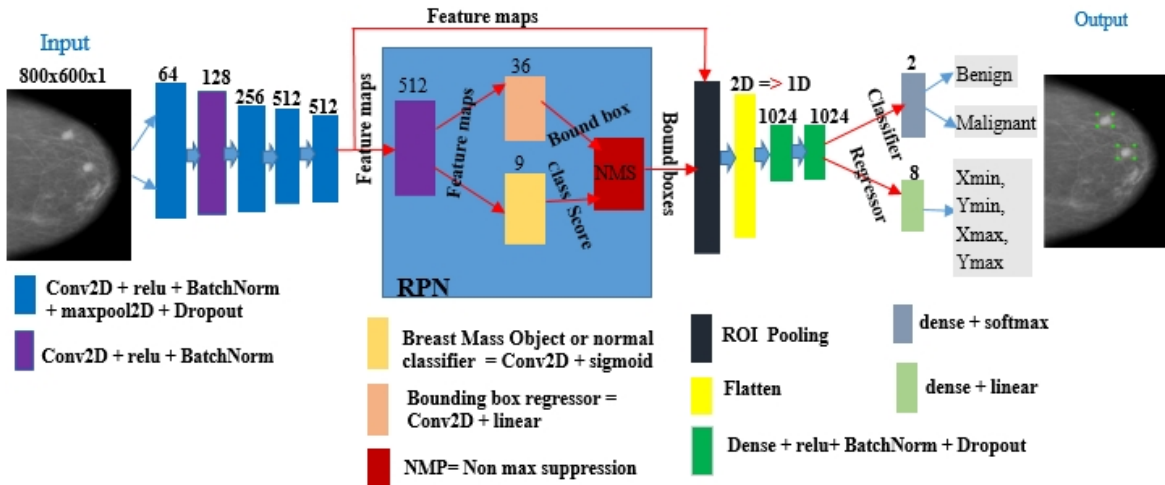 Feature maps
Input
Output
800x600x1
64
128
256
512
512
Feature maps
512
Feature maps
36
9
Bound box
Class Score
NMS
RPN
Bound boxes
2D => 1D
1024
1024
Classifier
Regressor
2
8
Benign
Malignant
Xmin,
Ymin,
Xmax,
Ymax
Conv2D + relu + BatchNorm
+ maxpool2D + Dropout
Conv2D + relu + BatchNorm
Breast Mass Object or normal
classifier = Conv2D + sigmoid
Bounding box regressor =
Conv2D + linear
NMP= Non max suppression
ROI Pooling
Flatten
Dense + relu+ BatchNorm + Dropout
dense + softmax
dense + linear